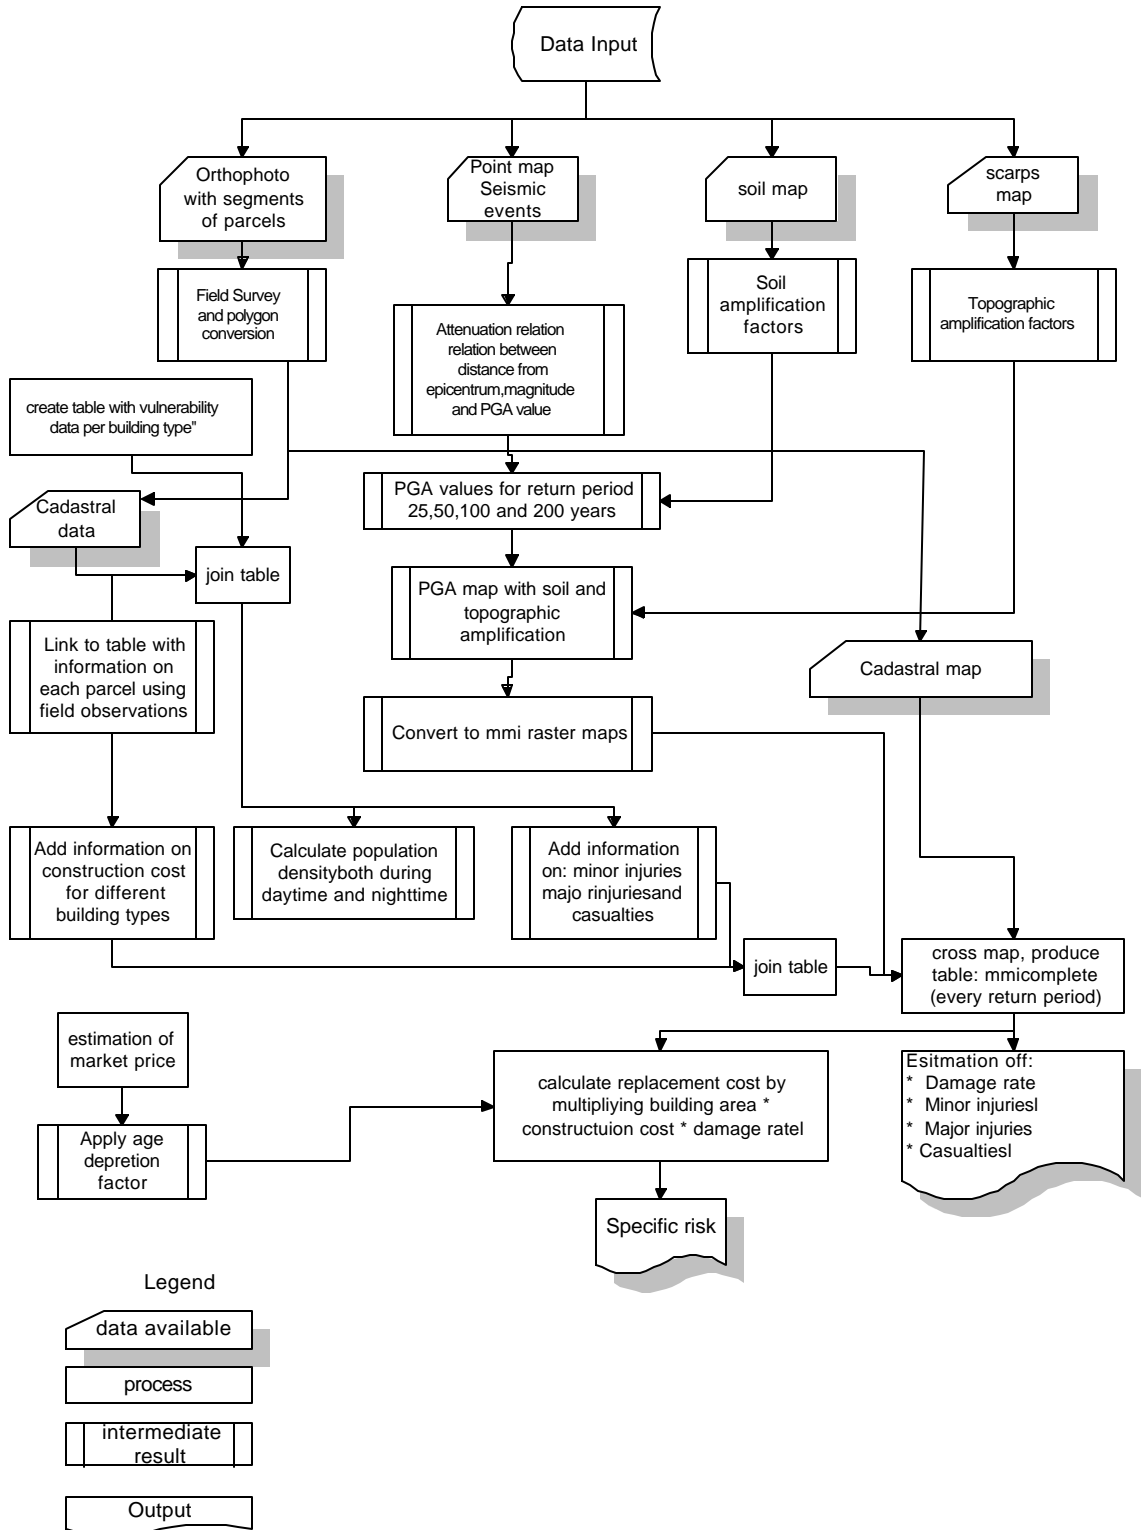 Data Input
Orthophoto
with segments
of parcels
Point map
Seismic
events
soil map
scarps
map
Field Survey
and polygon
conversion
Attenuation relation
relation between
distance from
epicentrum,magnitude
and PGA value
Soil
amplification
factors
Topographic
amplification factors
create table with vulnerability
data per building type"
Cadastral
data
join table
PGA values for return period
25,50,100 and 200 years
PGA map with soil and
topographic
amplification
Link to table with
information on
each parcel using
field observations
Cadastral map
Convert to mmi raster maps
Add information on
construction cost
for different
building types
Calculate population
densityboth during
daytime and nighttime
Add information
on: minor injuries
majo rinjuriesand
casualties
join table
cross map, produce
table: mmicomplete
(every return period)
estimation of
market price
Apply age
depretion
factor
calculate replacement cost by
multipliying building area *
constructuion cost * damage ratel
Esitmation off:
* Damage rate
* Minor injuriesl
* Major injuries
* Casualtiesl
Specific risk
Legend
data available
process
intermediate
result
Output